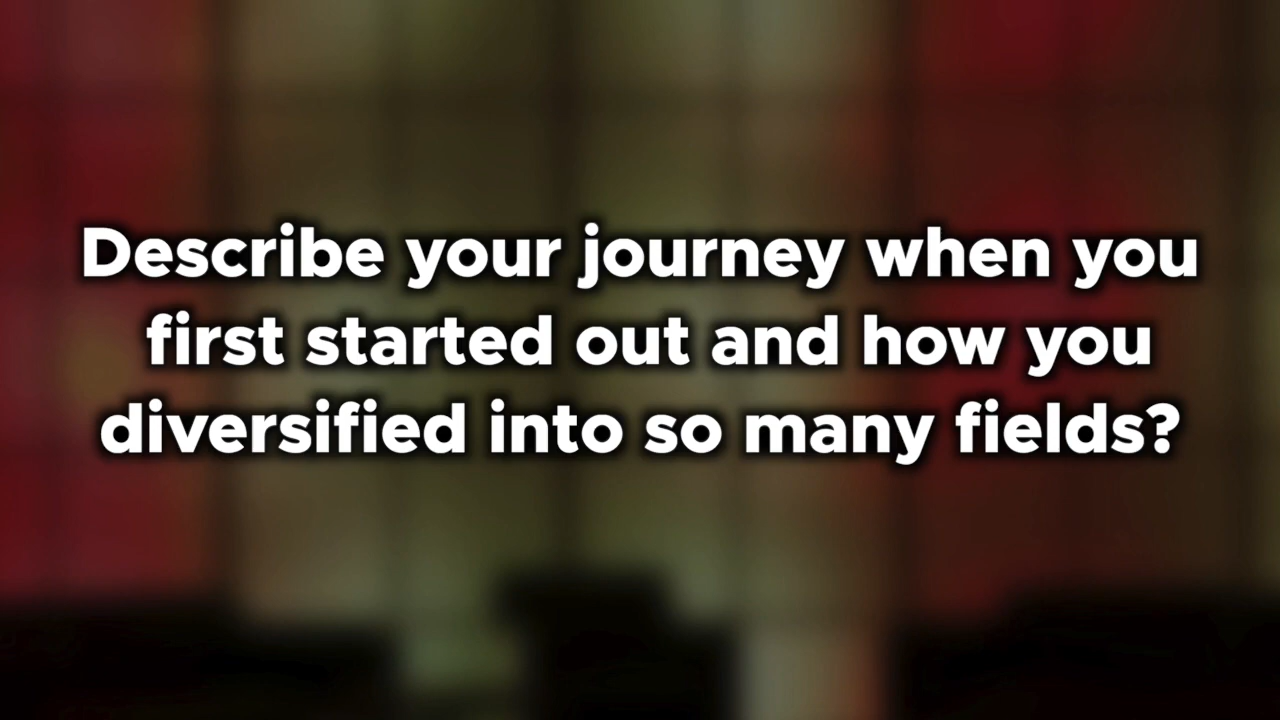 Describe your journey when you
first started out and how you
diversified into so many fields?